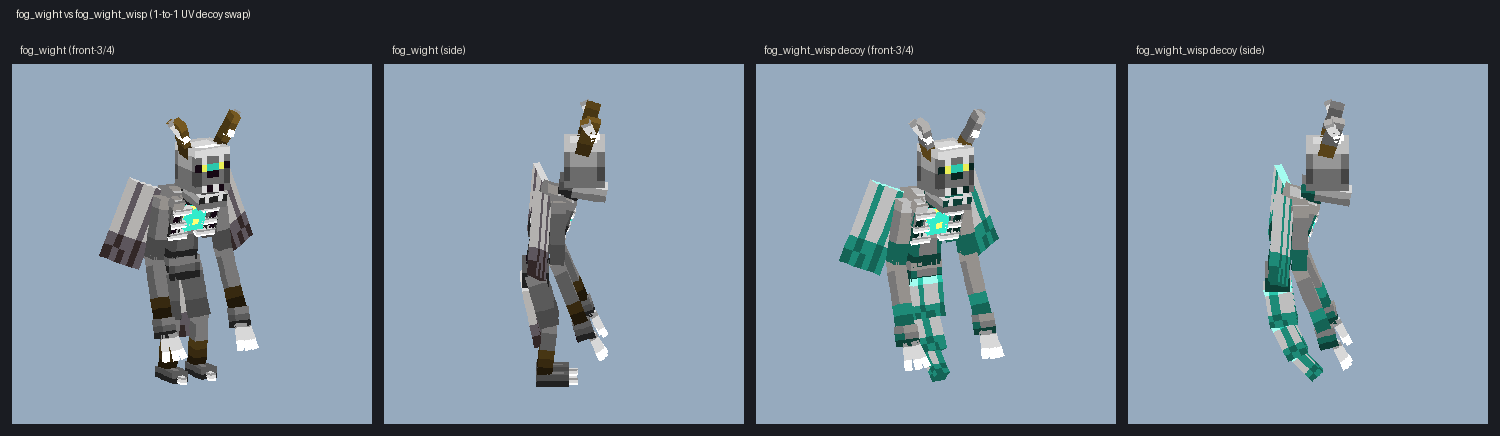 fog_wight vs fog_wight_wisp (1-to-1 UV decoy swap)
fog_wight (front-3/4)
fog_wight (side)
fog_wight_wisp decoy (front-3/4)
fog_wight_wisp decoy (side)